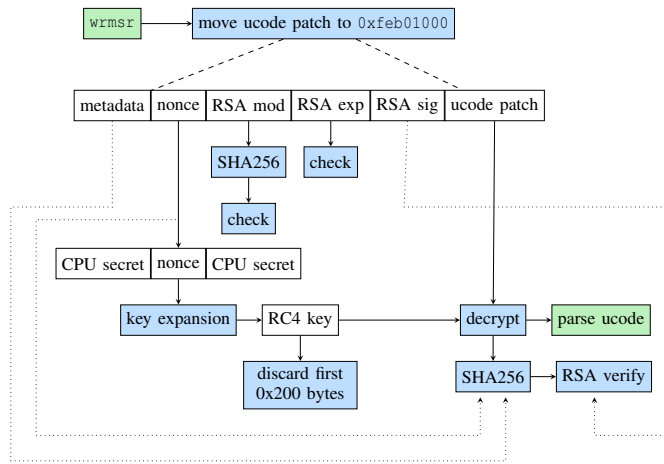 wrmsr
move ucode patch to 0xfeb01000
metadata
nonce
RSA mod
RSA exp
RSA sig
ucode patch
SHA256
check
check
CPU secret
nonce
CPU secret
key expansion
RC4 key
decrypt
parse ucode
discard first
0x200 bytes
SHA256
RSA verify